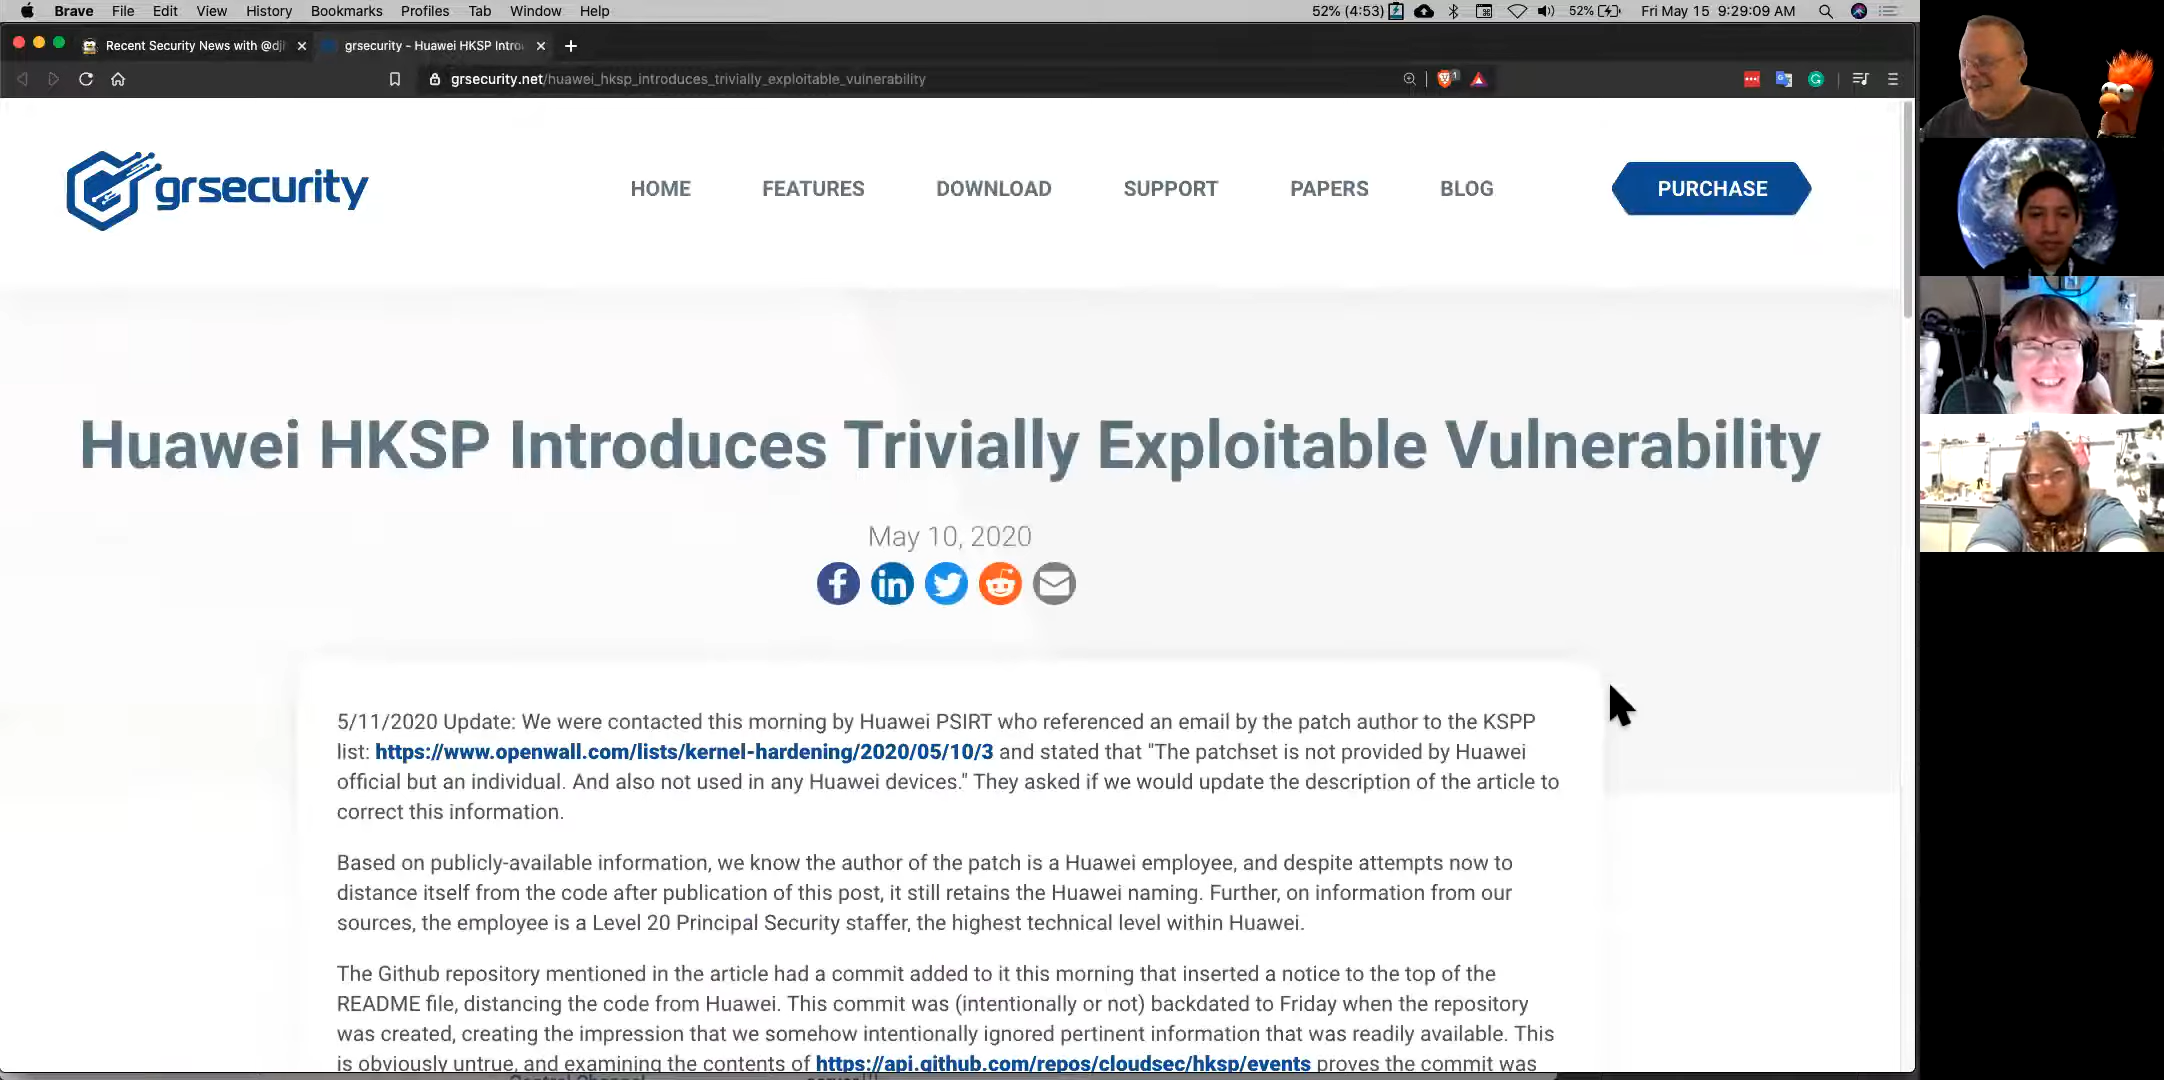 Brave File Edit View History Bookmarks Profiles Tab Window Help 52% (4:53) 52% Fri May 15 9:29:09 AM
Recent Security News with @dj
grsecurity - Huawei HKSP Intro
grsecurity.net/huawei_hksp_introduces_trivially_exploitable_vulnerability
grsecurity HOME FEATURES DOWNLOAD SUPPORT PAPERS BLOG PURCHASE
Huawei HKSP Introduces Trivially Exploitable Vulnerability
May 10, 2020
5/11/2020 Update: We were contacted this morning by Huawei PSIRT who referenced an email by the patch author to the KSPP
list: https://www.openwall.com/lists/kernel-hardening/2020/05/10/3 and stated that "The patchset is not provided by Huawei
official but an individual. And also not used in any Huawei devices." They asked if we would update the description of the article to
correct this information.
Based on publicly-available information, we know the author of the patch is a Huawei employee, and despite attempts now to
distance itself from the code after publication of this post, it still retains the Huawei naming. Further, on information from our
sources, the employee is a Level 20 Principal Security staffer, the highest technical level within Huawei.
The Github repository mentioned in the article had a commit added to it this morning that inserted a notice to the top of the
README file, distancing the code from Huawei. This commit was (intentionally or not) backdated to Friday when the repository
was created, creating the impression that we somehow intentionally ignored pertinent information that was readily available. This
is obviously untrue, and examining the contents of https://api.github.com/repos/cloudsec/hksp/events proves the commit was